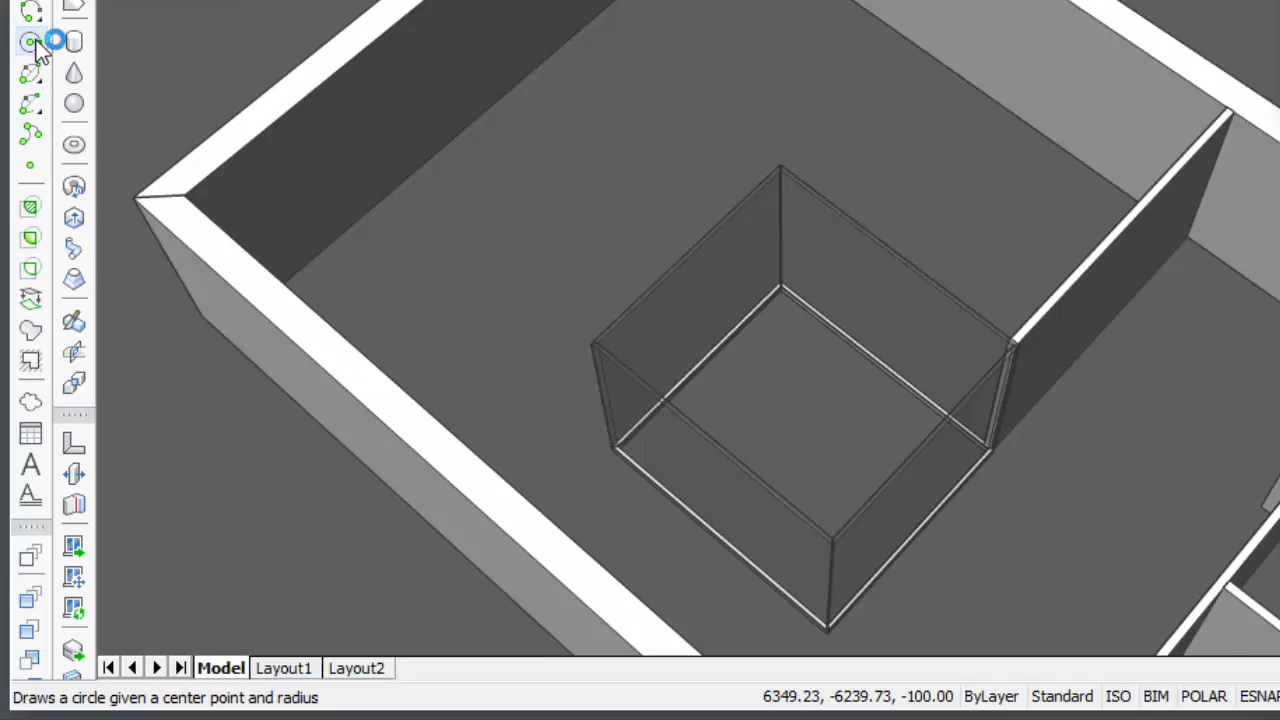 A
A
Model Layout1 Layout2
Draws a circle given a center point and radius
6349.23, -6239.73, -100.00 ByLayer Standard ISO BIM POLAR ESNAP